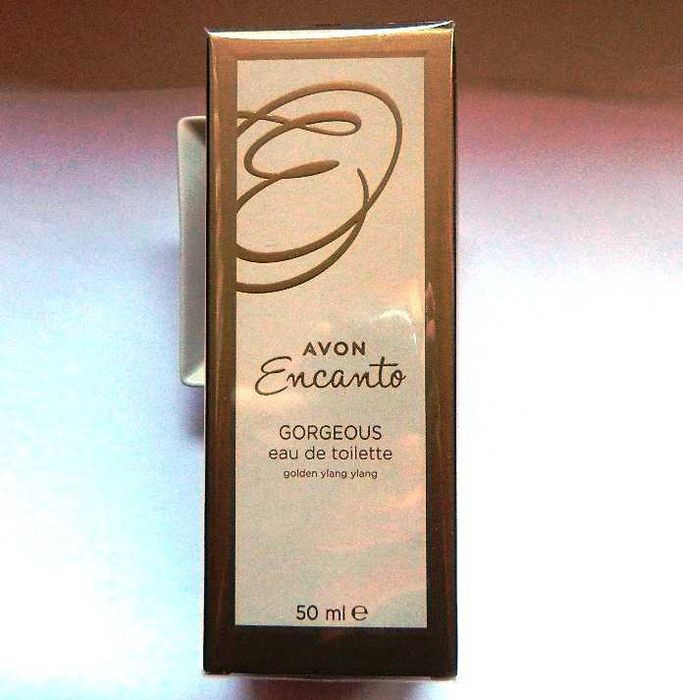 AVON
Encanto
GORGEOUS
eau de toilette
golden ylang ylang
50 ml ℮